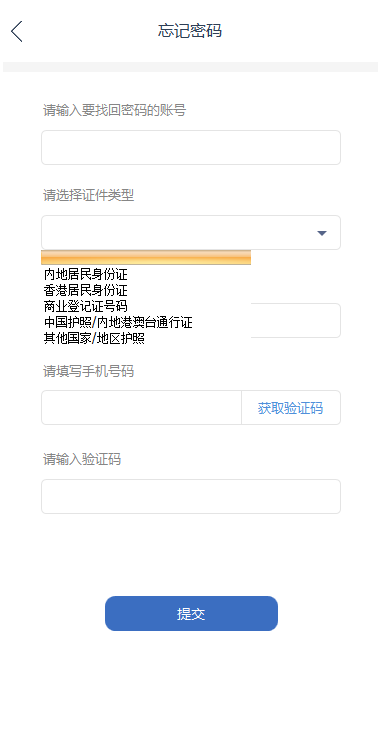 忘记密码
请输入要找回密码的账号
请选择证件类型
内地居民身份证
香港居民身份证
商业登记证号码
中国护照/内地港澳台通行证
其他国家/地区护照
请填写手机号码
获取验证码
请输入验证码
提交